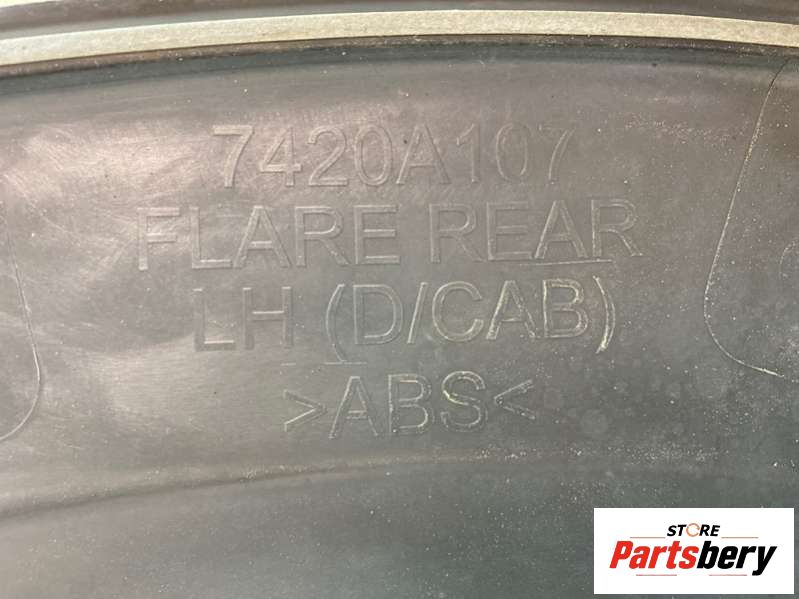 7420A107
FLARE REAR
LH (D/CAB)
>ABS<
STORE
Partsbery